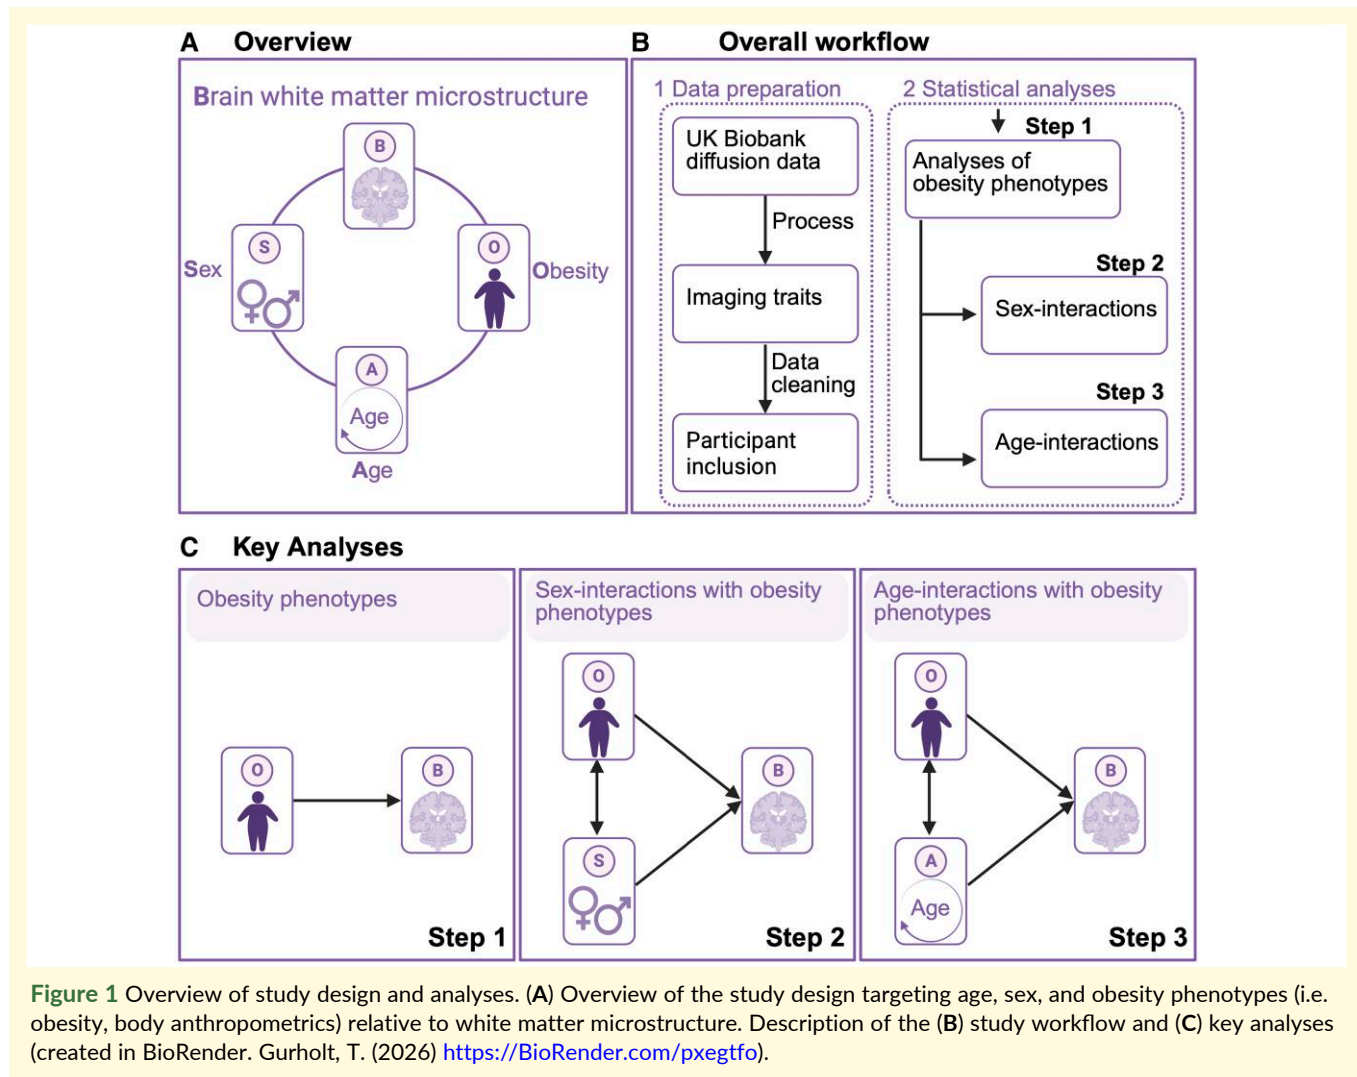 A Overview
Brain white matter microstructure
B
S
O
Sex
Obesity
A
Age
Age
B Overall workflow
1 Data preparation
UK Biobank
diffusion data
Process
Imaging traits
Data
cleaning
Participant
inclusion
2 Statistical analyses
Step 1
Analyses of
obesity phenotypes
Step 2
Sex-interactions
Step 3
Age-interactions
C Key Analyses
Obesity phenotypes
O
B
Step 1
Sex-interactions with obesity
phenotypes
O
B
S
Step 2
Age-interactions with obesity
phenotypes
O
B
A
Age
Step 3
Figure 1 Overview of study design and analyses. (A) Overview of the study design targeting age, sex, and obesity phenotypes (i.e.
obesity, body anthropometrics) relative to white matter microstructure. Description of the (B) study workflow and (C) key analyses
(created in BioRender. Gurholt, T. (2026) https://BioRender.com/pxegtfo).